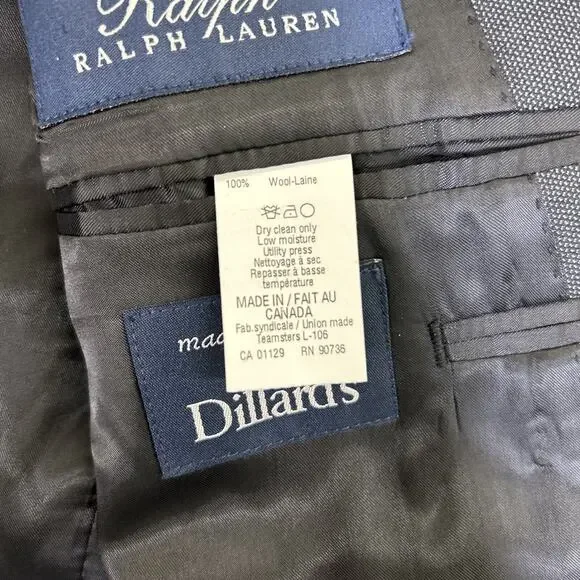 Ralph
RALPH LAUREN
100% Wool-Laine
Dry clean only
Low moisture
Utility press
Nettoyage à sec
Repasser à basse
température
MADE IN / FAIT AU
CANADA
Fab.syndicale / Union made
Teamsters L-106
CA 01129 RN 90736
Dillard's